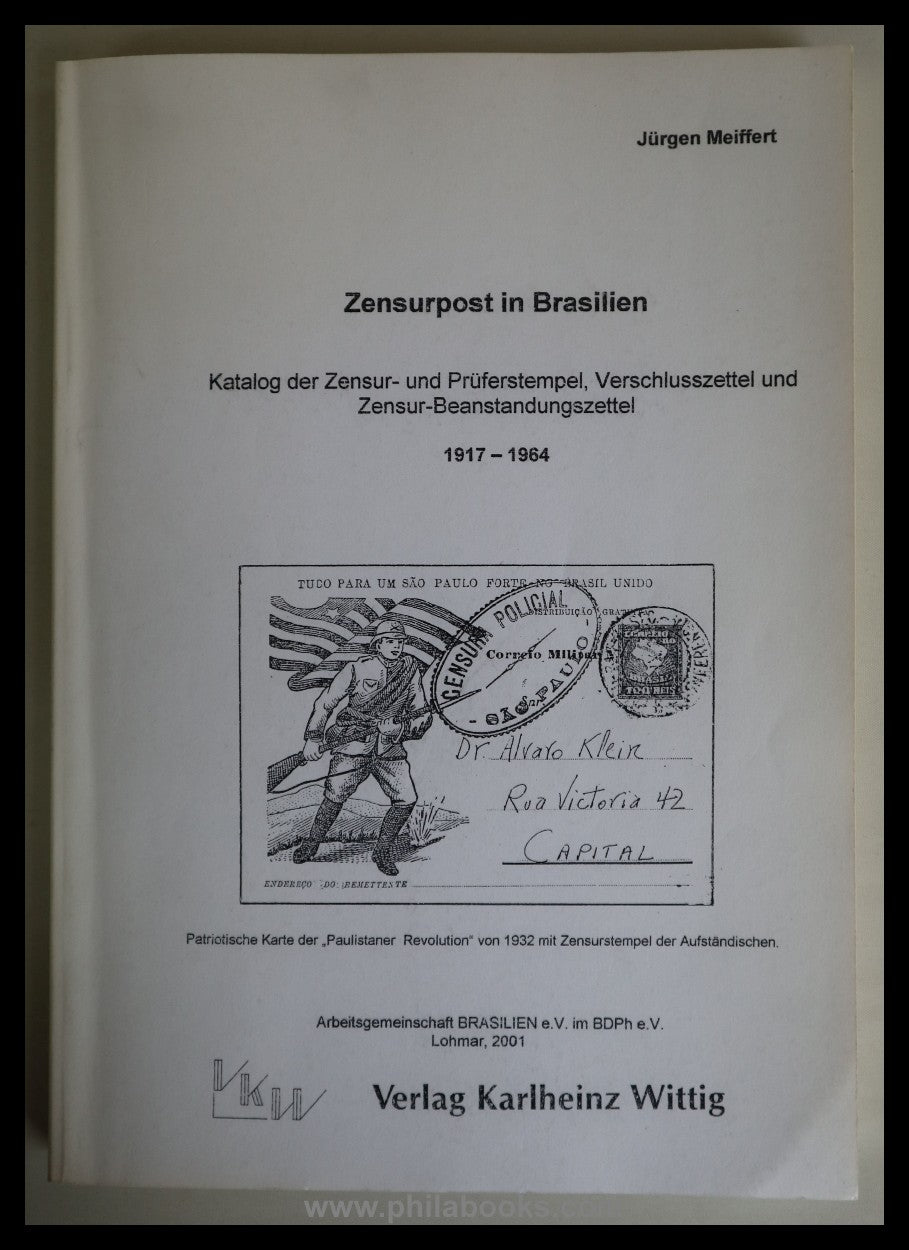 Jürgen Meiffert
Zensurpost in Brasilien
Katalog der Zensur- und Prüferstempel, Verschlusszettel und
Zensur-Beanstandungszettel
1917 – 1964
TUDO PARA UM SÃO PAULO FORTE NO BRASIL UNIDO
DISTRIBUIÇÃO GRATUITA
CENSURA POLICIAL
Correio Militar
- SÃO PAULO -
CORREIO
Dr. Alvaro Klein
Rua Victoria 42
CAPITAL
ENDEREÇO DO REMETTENTE
Patriotische Karte der „Paulistaner Revolution“ von 1932 mit Zensurstempel der Aufständischen.
Arbeitsgemeinschaft BRASILIEN e.V. im BDPh e.V.
Lohmar, 2001
VKW
Verlag Karlheinz Wittig
www.philabooks.com